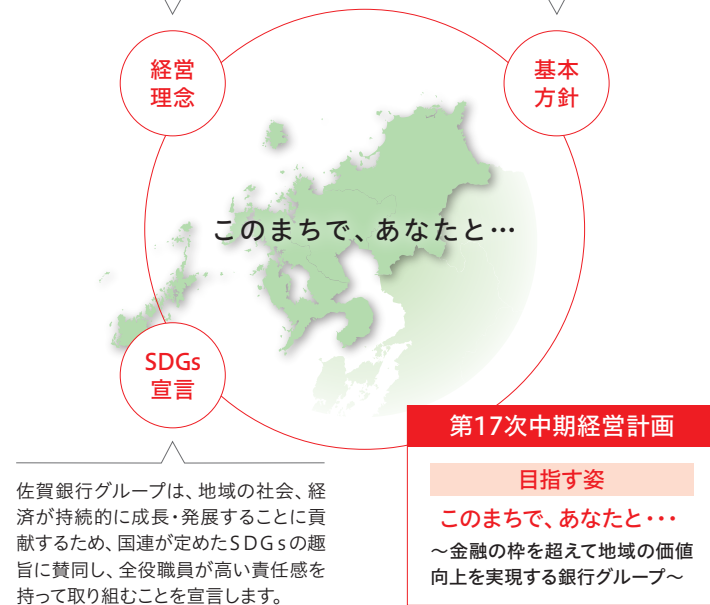 経営
理念
基本
方針
このまちで、あなたと…
SDGs
宣言
佐賀銀行グループは、地域の社会、経
済が持続的に成長・発展することに貢
献するため、国連が定めたSDGsの趣
旨に賛同し、全役職員が高い責任感を
持って取り組むことを宣言します。
第17次中期経営計画
目指す姿
このまちで、あなたと・・・
～金融の枠を超えて地域の価値
向上を実現する銀行グループ～